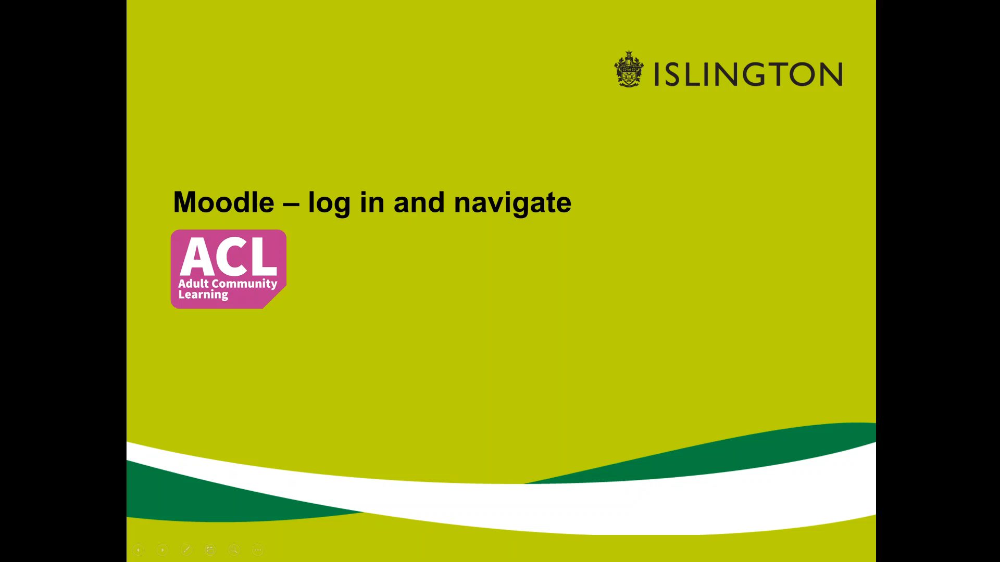 ISLINGTON
Moodle – log in and navigate
ACL
Adult Community
Learning